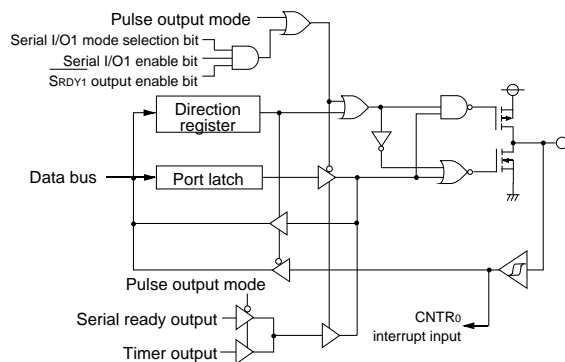 Pulse output mode
Serial I/O1 mode selection bit
Serial I/O1 enable bit
SRDY1 output enable bit
Direction
register
Data bus
Port latch
Pulse output mode
Serial ready output
Timer output
CNTR0
interrupt input